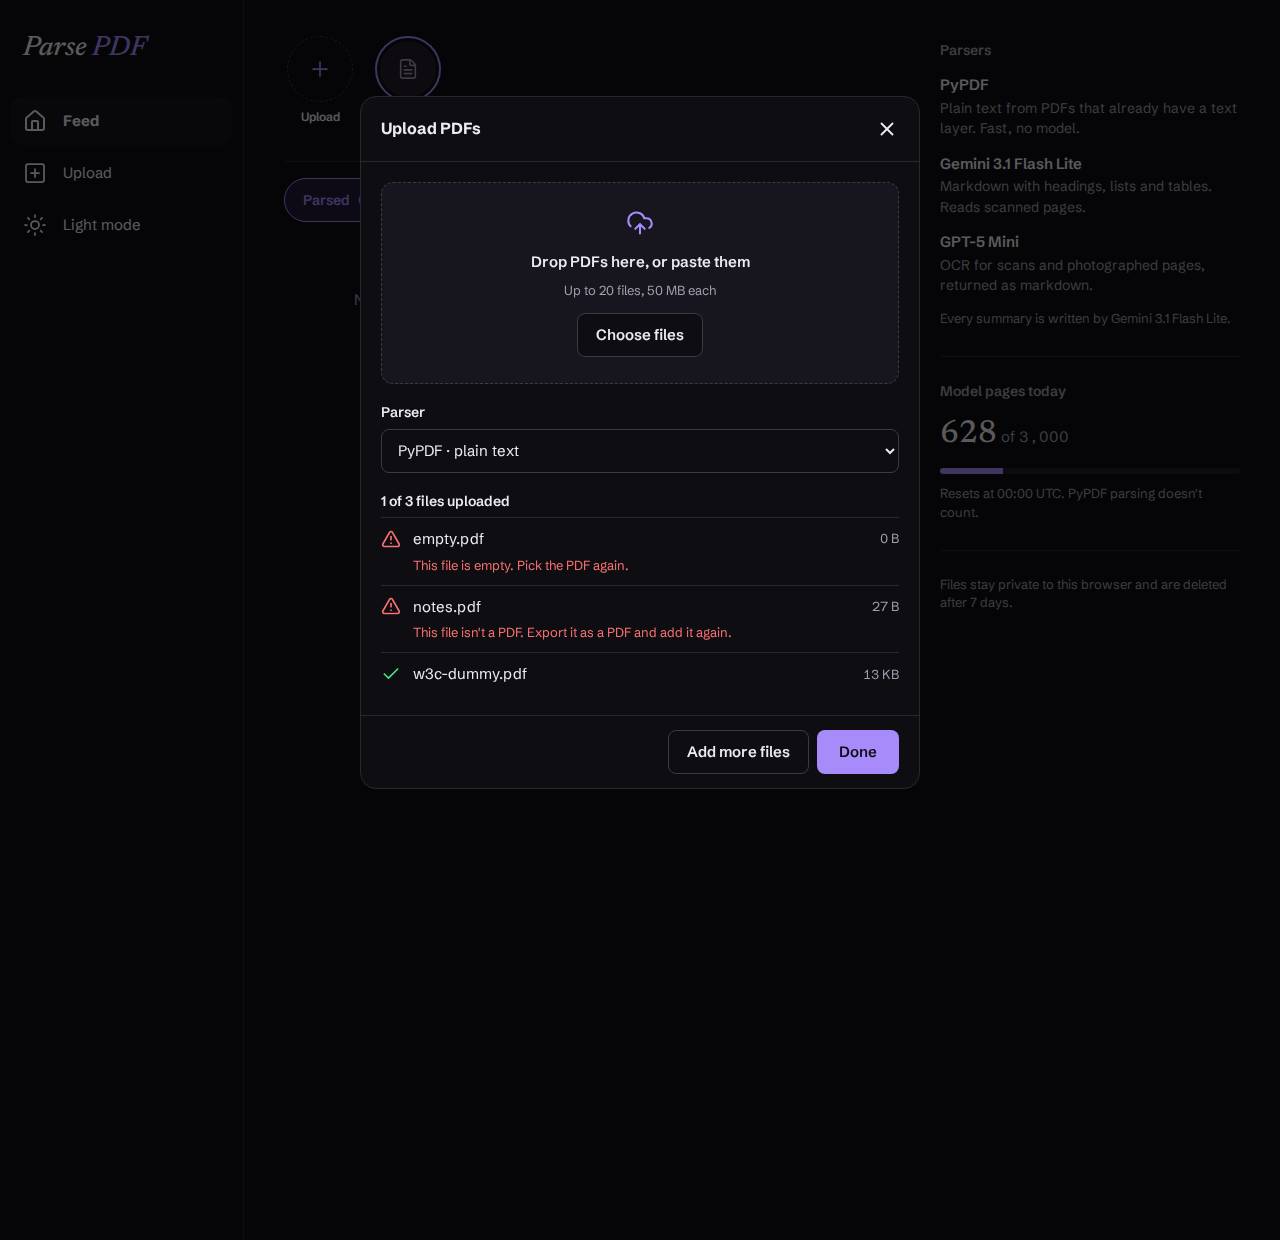 Parse PDF
Feed
Upload
Light mode
Upload
Parsed
Upload PDFs
Drop PDFs here, or paste them
Up to 20 files, 50 MB each
Choose files
Parser
PyPDF · plain text
1 of 3 files uploaded
empty.pdf 0 B
This file is empty. Pick the PDF again.
notes.pdf 27 B
This file isn't a PDF. Export it as a PDF and add it again.
w3c-dummy.pdf 13 KB
Add more files
Done
Parsers
PyPDF
Plain text from PDFs that already have a text
layer. Fast, no model.
Gemini 3.1 Flash Lite
Markdown with headings, lists and tables.
Reads scanned pages.
GPT-5 Mini
OCR for scans and photographed pages,
returned as markdown.
Every summary is written by Gemini 3.1 Flash Lite.
Model pages today
628 of 3,000
Resets at 00:00 UTC. PyPDF parsing doesn't
count.
Files stay private to this browser and are deleted
after 7 days.